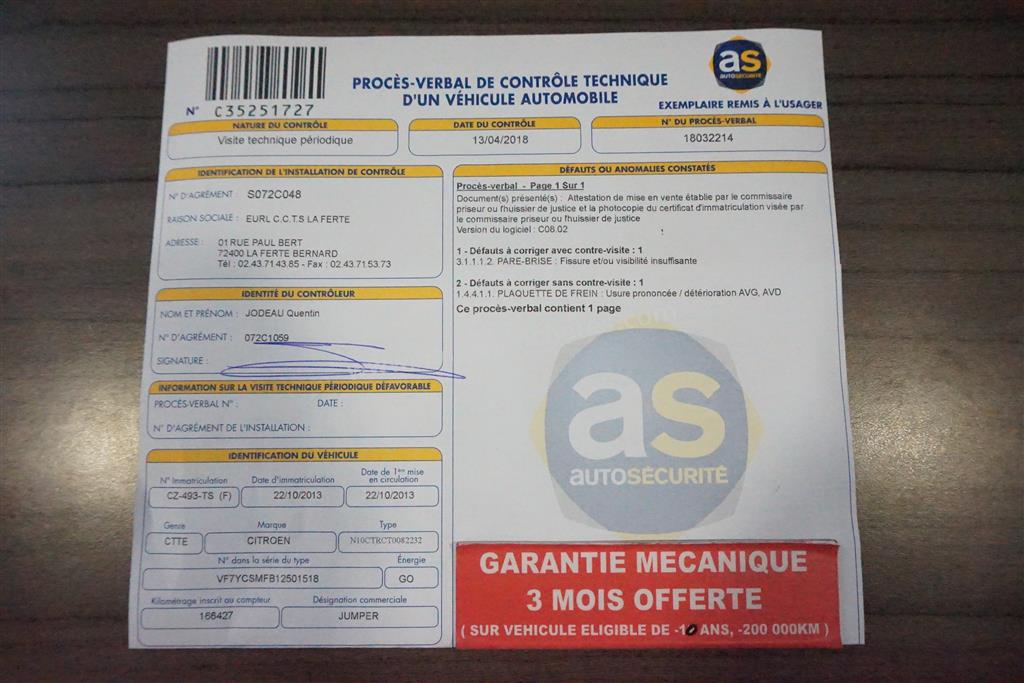 as
AUTOSÉCURITÉ
PROCÈS-VERBAL DE CONTRÔLE TECHNIQUE
D'UN VÉHICULE AUTOMOBILE
N° C35251727
EXEMPLAIRE REMIS À L'USAGER
NATURE DU CONTRÔLE
Visite technique périodique
DATE DU CONTRÔLE
13/04/2018
N° DU PROCÈS-VERBAL
18032214
IDENTIFICATION DE L'INSTALLATION DE CONTRÔLE
N° D'AGRÉMENT : S072C048
RAISON SOCIALE : EURL C.C.T.S LA FERTE
ADRESSE : 01 RUE PAUL BERT
72400 LA FERTE BERNARD
Tél : 02.43.71.43.85 - Fax : 02.43.71.53.73
IDENTITÉ DU CONTRÔLEUR
NOM ET PRÉNOM : JODEAU Quentin
N° D'AGRÉMENT : 072C1059
SIGNATURE :
INFORMATION SUR LA VISITE TECHNIQUE PÉRIODIQUE DÉFAVORABLE
PROCÈS-VERBAL N° : DATE :
N° D'AGRÉMENT DE L'INSTALLATION :
IDENTIFICATION DU VÉHICULE
N° Immatriculation Date d'immatriculation Date de 1ère mise en circulation
CZ-493-TS (F) 22/10/2013 22/10/2013
Genre Marque Type
CTTE CITROEN N10CTRCT0082232
N° dans la série du type Énergie
VF7YCSMFB12501518 GO
Kilométrage inscrit au compteur Désignation commerciale
166427 JUMPER
DÉFAUTS OU ANOMALIES CONSTATÉS
Procès-verbal - Page 1 Sur 1
Document(s) présenté(s) : Attestation de mise en vente établie par le commissaire
priseur ou l'huissier de justice et la photocopie du certificat d'immatriculation visée par
le commissaire priseur ou l'huissier de justice
Version du logiciel : C08.02
1 - Défauts à corriger avec contre-visite : 1
3.1.1.1.2. PARE-BRISE : Fissure et/ou visibilité insuffisante
2 - Défauts à corriger sans contre-visite : 1
1.4.4.1.1. PLAQUETTE DE FREIN : Usure prononcée / détérioration AVG, AVD
Ce procès-verbal contient 1 page
as
AUTOSÉCURITÉ
GARANTIE MECANIQUE
3 MOIS OFFERTE
( SUR VEHICULE ELIGIBLE DE -10 ANS, -200 000KM )